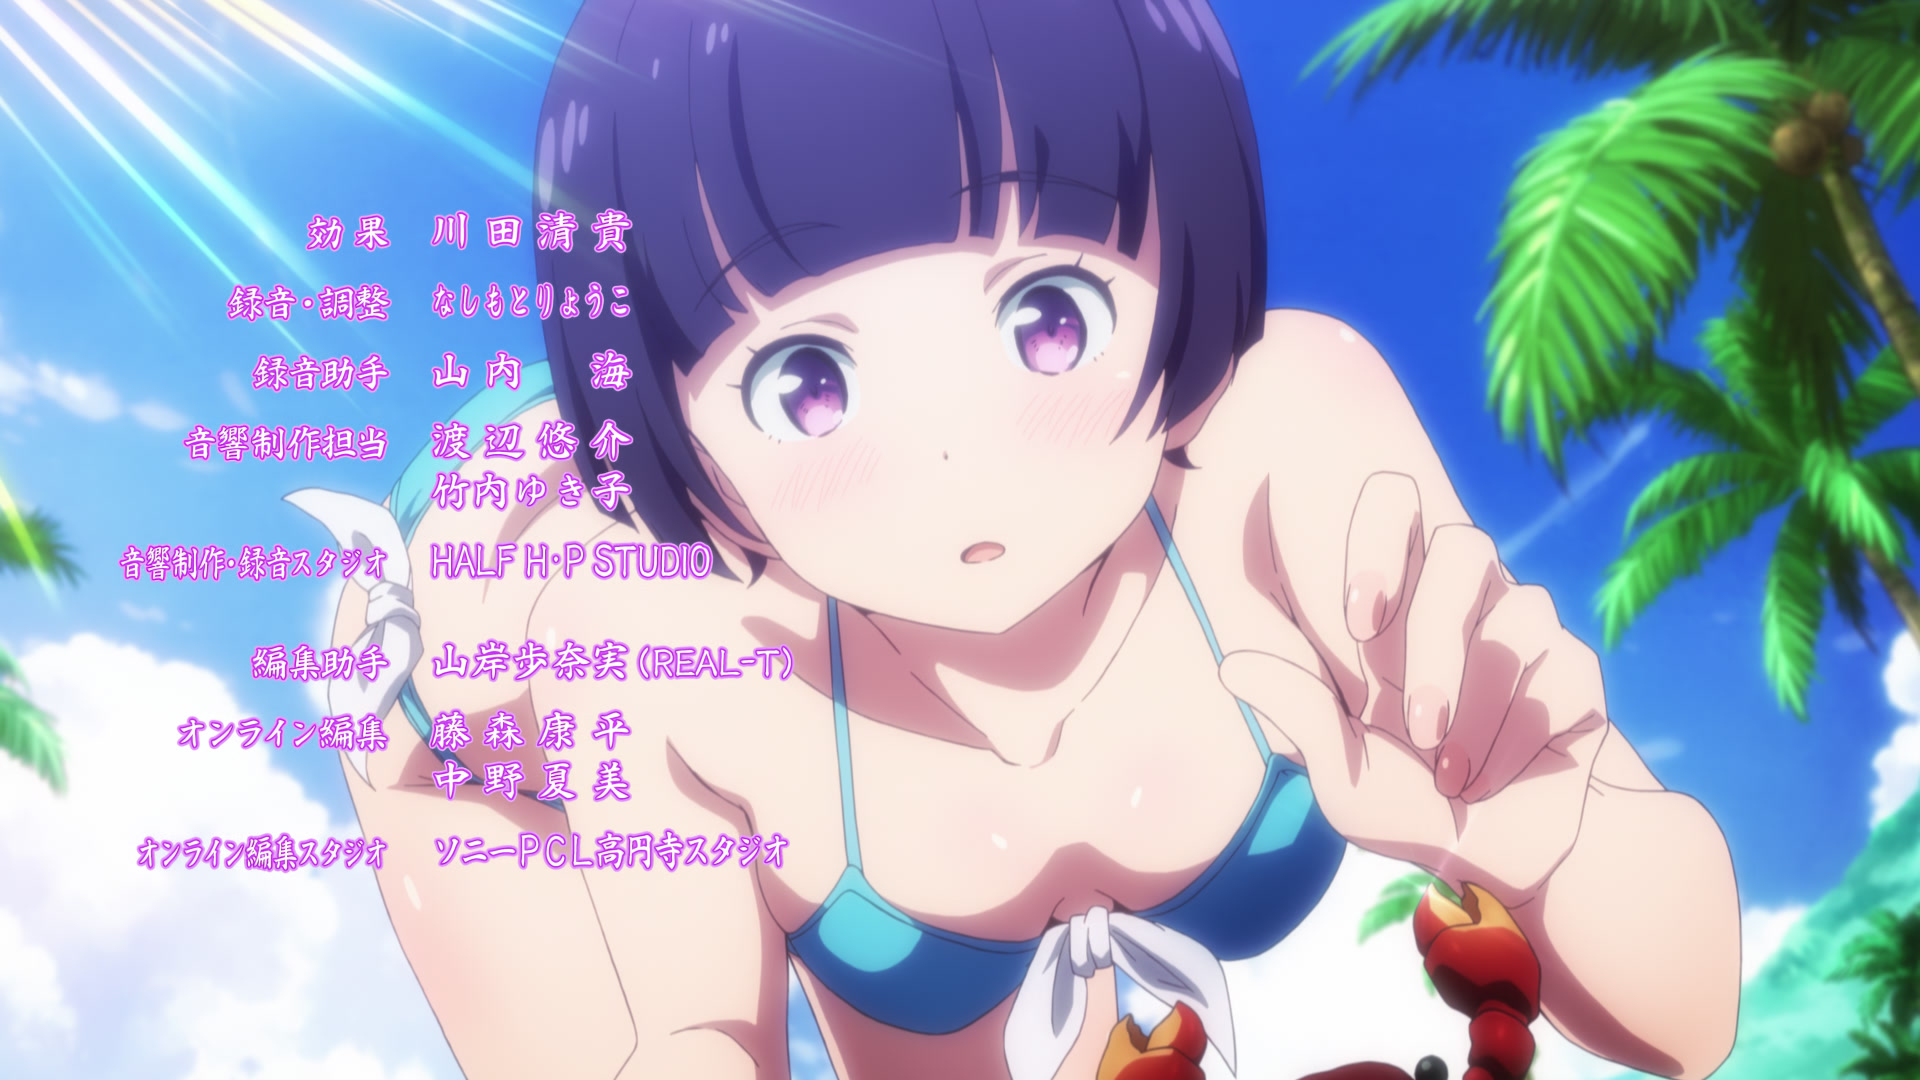 効果 川田清貴
録音・調整 なしもとりょうこ
録音助手 山内 海
音響制作担当 渡辺悠介
竹内ゆき子
音響制作・録音スタジオ HALF H・P STUDIO
編集助手 山岸歩奈実(REAL-T)
オンライン編集 藤森康平
中野夏美
オンライン編集スタジオ ソニーPCL高円寺スタジオ